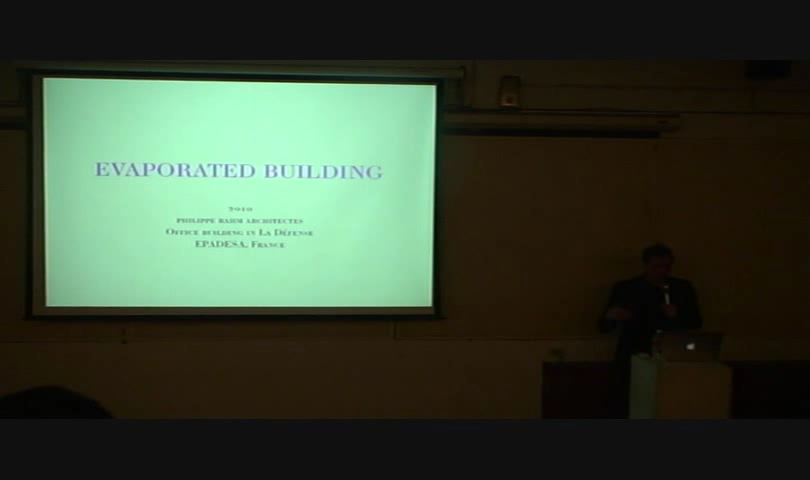 EVAPORATED BUILDING
2010
PHILIPPE RAHM ARCHITECTES
OFFICE BUILDING IN LA DÉFENSE
EPADESA, FRANCE